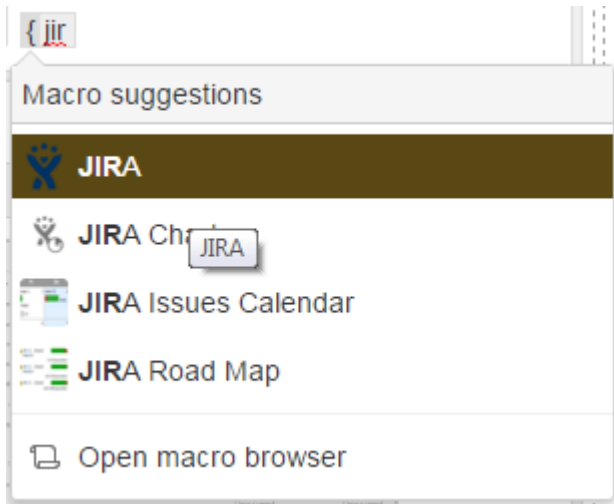 { jir
Macro suggestions
JIRA
JIRA Cha
JIRA
JIRA Issues Calendar
JIRA Road Map
Open macro browser